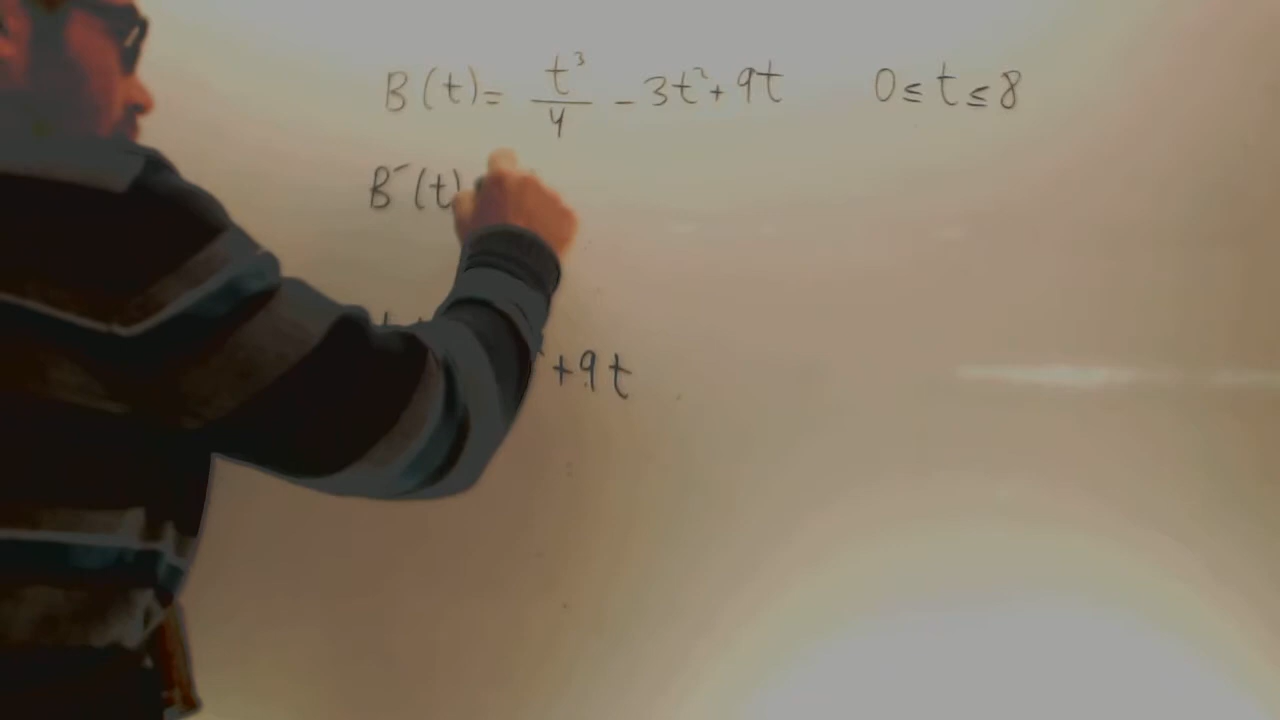 B(t) = t³/4 - 3t² + 9t 0 ≤ t ≤ 8
B´(t)
+9t